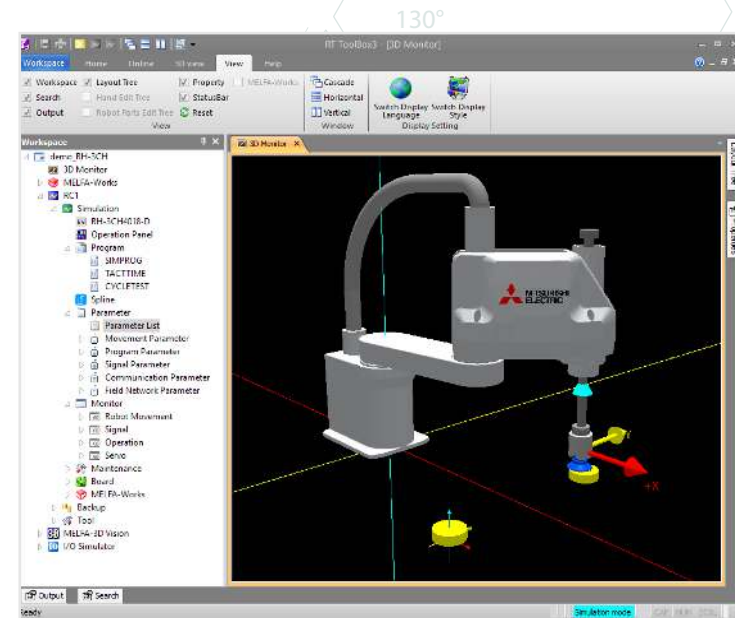 130°
RT ToolBox3 - [3D Monitor]
Workspace Home Online 3D view View Help
Workspace Layout Tree Property MELFA-Works
Search Hand Edit Tree StatusBar
Output Robot Parts Edit Tree Reset
View
Cascade
Horizontal
Vertical
Window
Switch Display Language
Switch Display Style
Display Setting
Workspace
3D Monitor
demo_RH-3CH
3D Monitor
MELFA-Works
RC1
Simulation
RH-3CH4018-D
Operation Panel
Program
SIMPROG
TACTTIME
CYCLETEST
Spline
Parameter
Parameter List
Movement Parameter
Program Parameter
Signal Parameter
Communication Parameter
Field Network Parameter
Monitor
Robot Movement
Signal
Operation
Servo
Maintenance
Board
MELFA-Works
Backup
Tool
MELFA-3D Vision
I/O Simulator
MITSUBISHI
ELECTRIC
+X
Output Search
Ready
Simulation mode CAP NUM